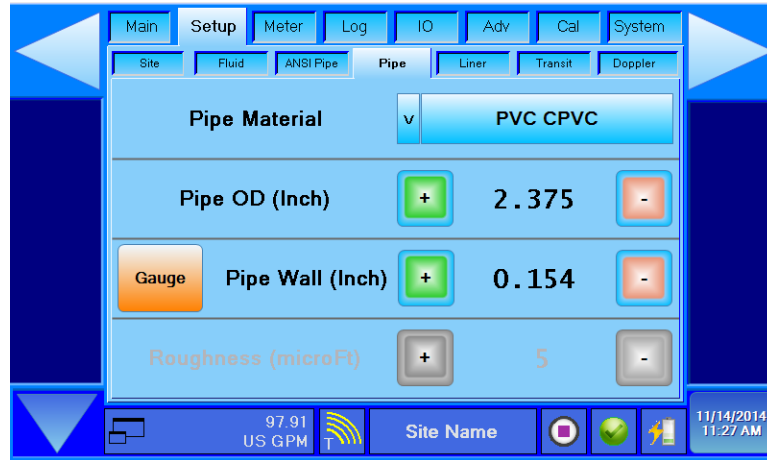 Main Setup Meter Log IO Adv Cal System
Site Fluid ANSI Pipe Pipe Liner Transit Doppler
Pipe Material v PVC CPVC
Pipe OD (Inch) + 2.375 -
Gauge Pipe Wall (Inch) + 0.154 -
Roughness (microFt) + 5 -
97.91
US GPM T Site Name
11/14/2014
11:27 AM